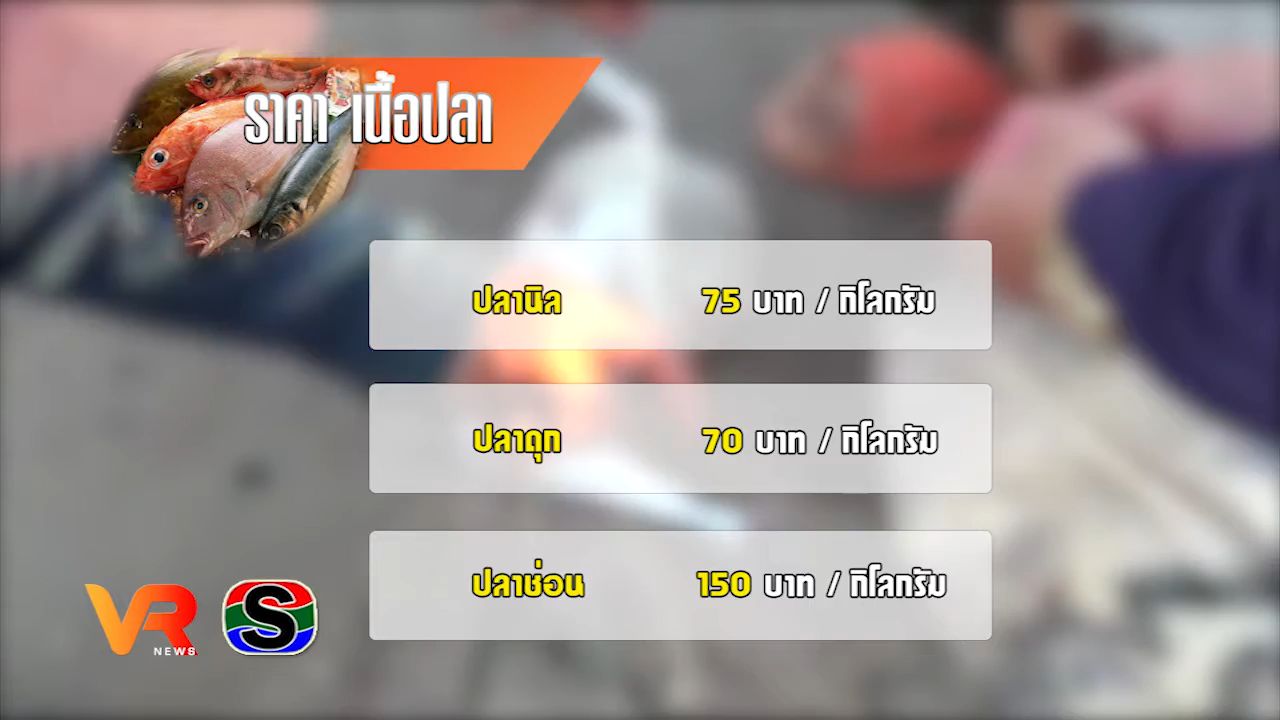 ราคา เนื้อปลา
ปลานิล 75 บาท / กิโลกรัม
ปลาดุก 70 บาท / กิโลกรัม
ปลาช่อน 150 บาท / กิโลกรัม
VR NEWS S